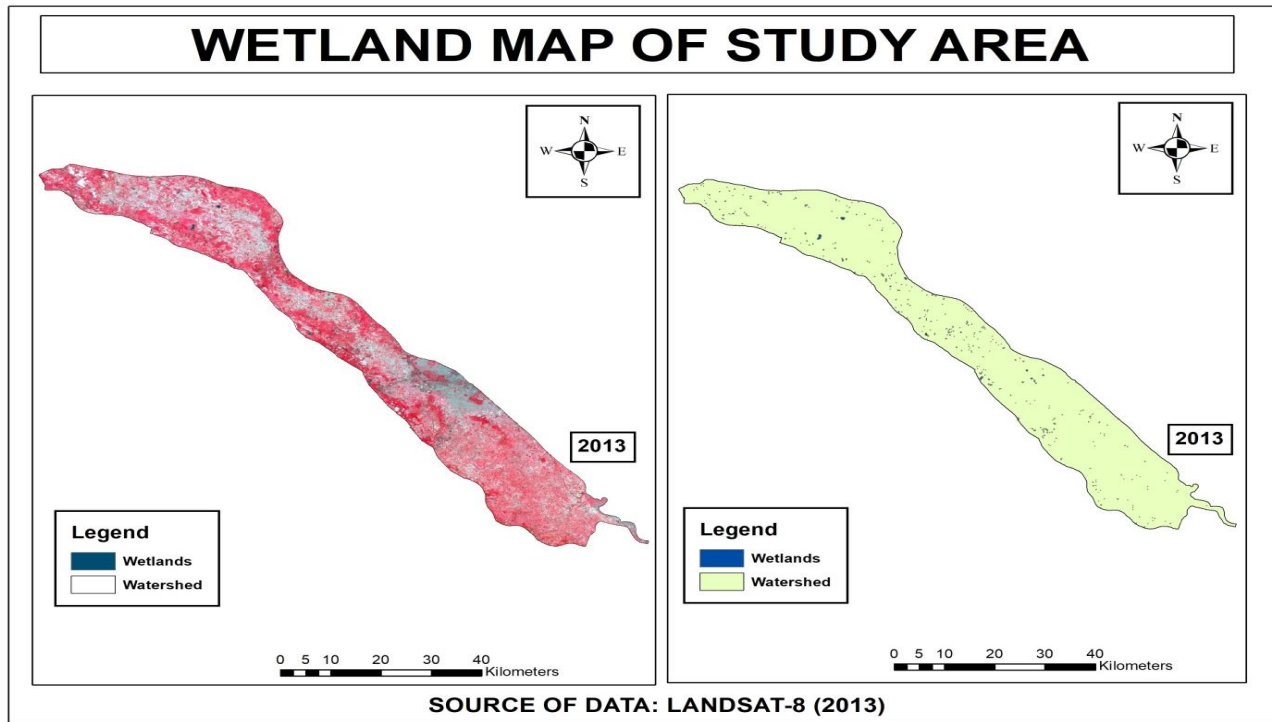 WETLAND MAP OF STUDY AREA
N
W E
S
2013
Legend
Wetlands
Watershed
0 5 10 20 30 40
Kilometers
N
W E
S
2013
Legend
Wetlands
Watershed
0 5 10 20 30 40
Kilometers
SOURCE OF DATA: LANDSAT-8 (2013)